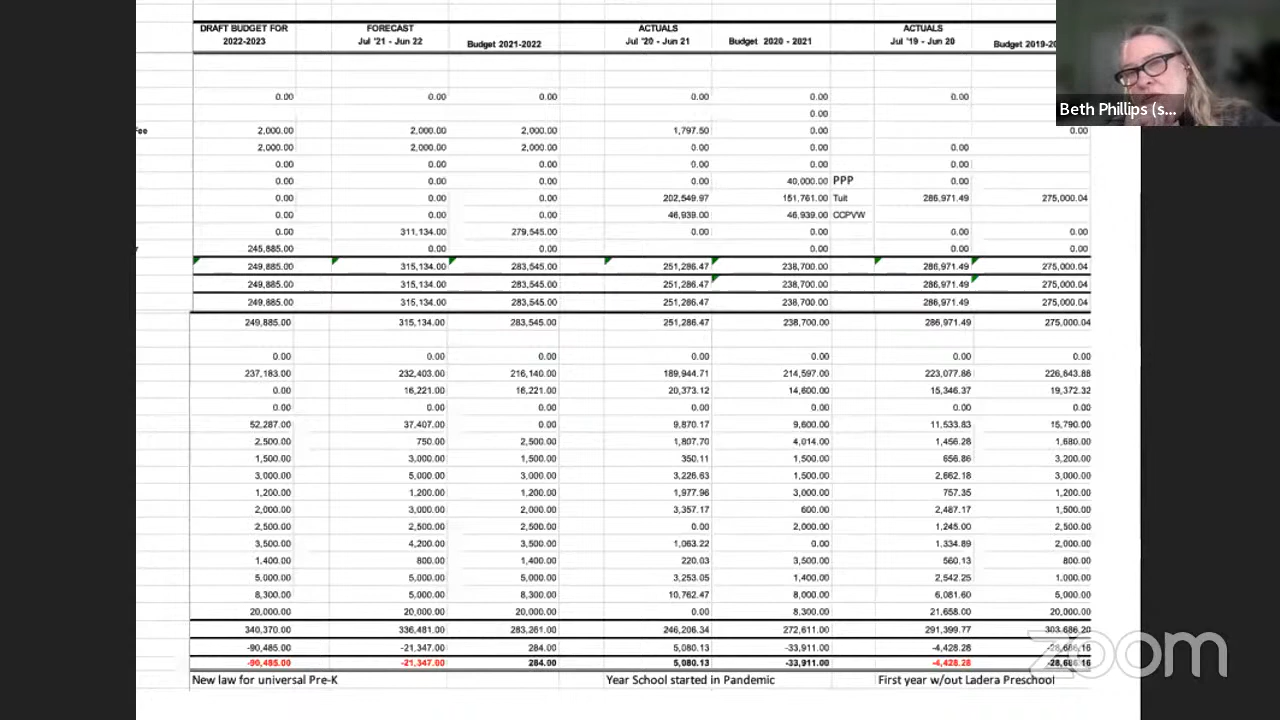 DRAFT BUDGET FOR 2022-2023 FORECAST Jul '21 - Jun 22 Budget 2021-2022 ACTUALS Jul '20 - Jun 21 Budget 2020 - 2021 ACTUALS Jul '19 - Jun 20 Budget 2019-20
Beth Phillips (s...
0.00 0.00 0.00 0.00 0.00 0.00
0.00
Fee 2,000.00 2,000.00 2,000.00 1,797.50 0.00 0.00
2,000.00 2,000.00 2,000.00 0.00 0.00 0.00
0.00 0.00 0.00 0.00 0.00 0.00
0.00 0.00 0.00 0.00 40,000.00 PPP 0.00
0.00 0.00 0.00 202,549.97 151,761.00 Tuit 286,971.49 275,000.04
0.00 0.00 0.00 46,939.00 46,939.00 CCPVW
0.00 311,134.00 279,545.00 0.00 0.00 0.00 0.00
245,885.00 0.00 0.00 0.00 0.00 0.00
249,885.00 315,134.00 283,545.00 251,286.47 238,700.00 286,971.49 275,000.04
249,885.00 315,134.00 283,545.00 251,286.47 238,700.00 286,971.49 275,000.04
249,885.00 315,134.00 283,545.00 251,286.47 238,700.00 286,971.49 275,000.04
249,885.00 315,134.00 283,545.00 251,286.47 238,700.00 286,971.49 275,000.04
0.00 0.00 0.00 0.00 0.00 0.00 0.00
237,183.00 232,403.00 216,140.00 189,944.71 214,597.00 223,077.86 226,643.88
0.00 16,221.00 16,221.00 20,373.12 14,600.00 15,346.37 19,372.32
0.00 0.00 0.00 0.00 0.00 0.00 0.00
52,287.00 37,407.00 0.00 9,870.17 9,600.00 11,533.83 15,790.00
2,500.00 750.00 2,500.00 1,807.70 4,014.00 1,456.28 1,680.00
1,500.00 3,000.00 1,500.00 350.11 1,500.00 656.86 3,200.00
3,000.00 5,000.00 3,000.00 3,226.63 1,500.00 2,662.18 3,000.00
1,200.00 1,200.00 1,200.00 1,977.96 3,000.00 757.35 1,200.00
2,000.00 3,000.00 2,000.00 3,357.17 600.00 2,487.17 1,500.00
2,500.00 2,500.00 2,500.00 0.00 2,000.00 1,245.00 2,500.00
3,500.00 4,200.00 3,500.00 1,063.22 0.00 1,334.89 2,000.00
1,400.00 800.00 1,400.00 220.03 3,500.00 560.13 800.00
5,000.00 5,000.00 5,000.00 3,253.05 1,400.00 2,542.25 1,000.00
8,300.00 5,000.00 8,300.00 10,762.47 8,000.00 6,081.60 5,000.00
20,000.00 20,000.00 20,000.00 0.00 8,300.00 21,658.00 20,000.00
340,370.00 336,481.00 283,261.00 246,206.34 272,611.00 291,399.77 303,686.20
-90,485.00 -21,347.00 284.00 5,080.13 -33,911.00 -4,428.28 -28,686.16
-90,485.00 -21,347.00 284.00 5,080.13 -33,911.00 -4,428.28 -28,686.16
New law for universal Pre-K Year School started in Pandemic First year w/out Ladera Preschool
zoom